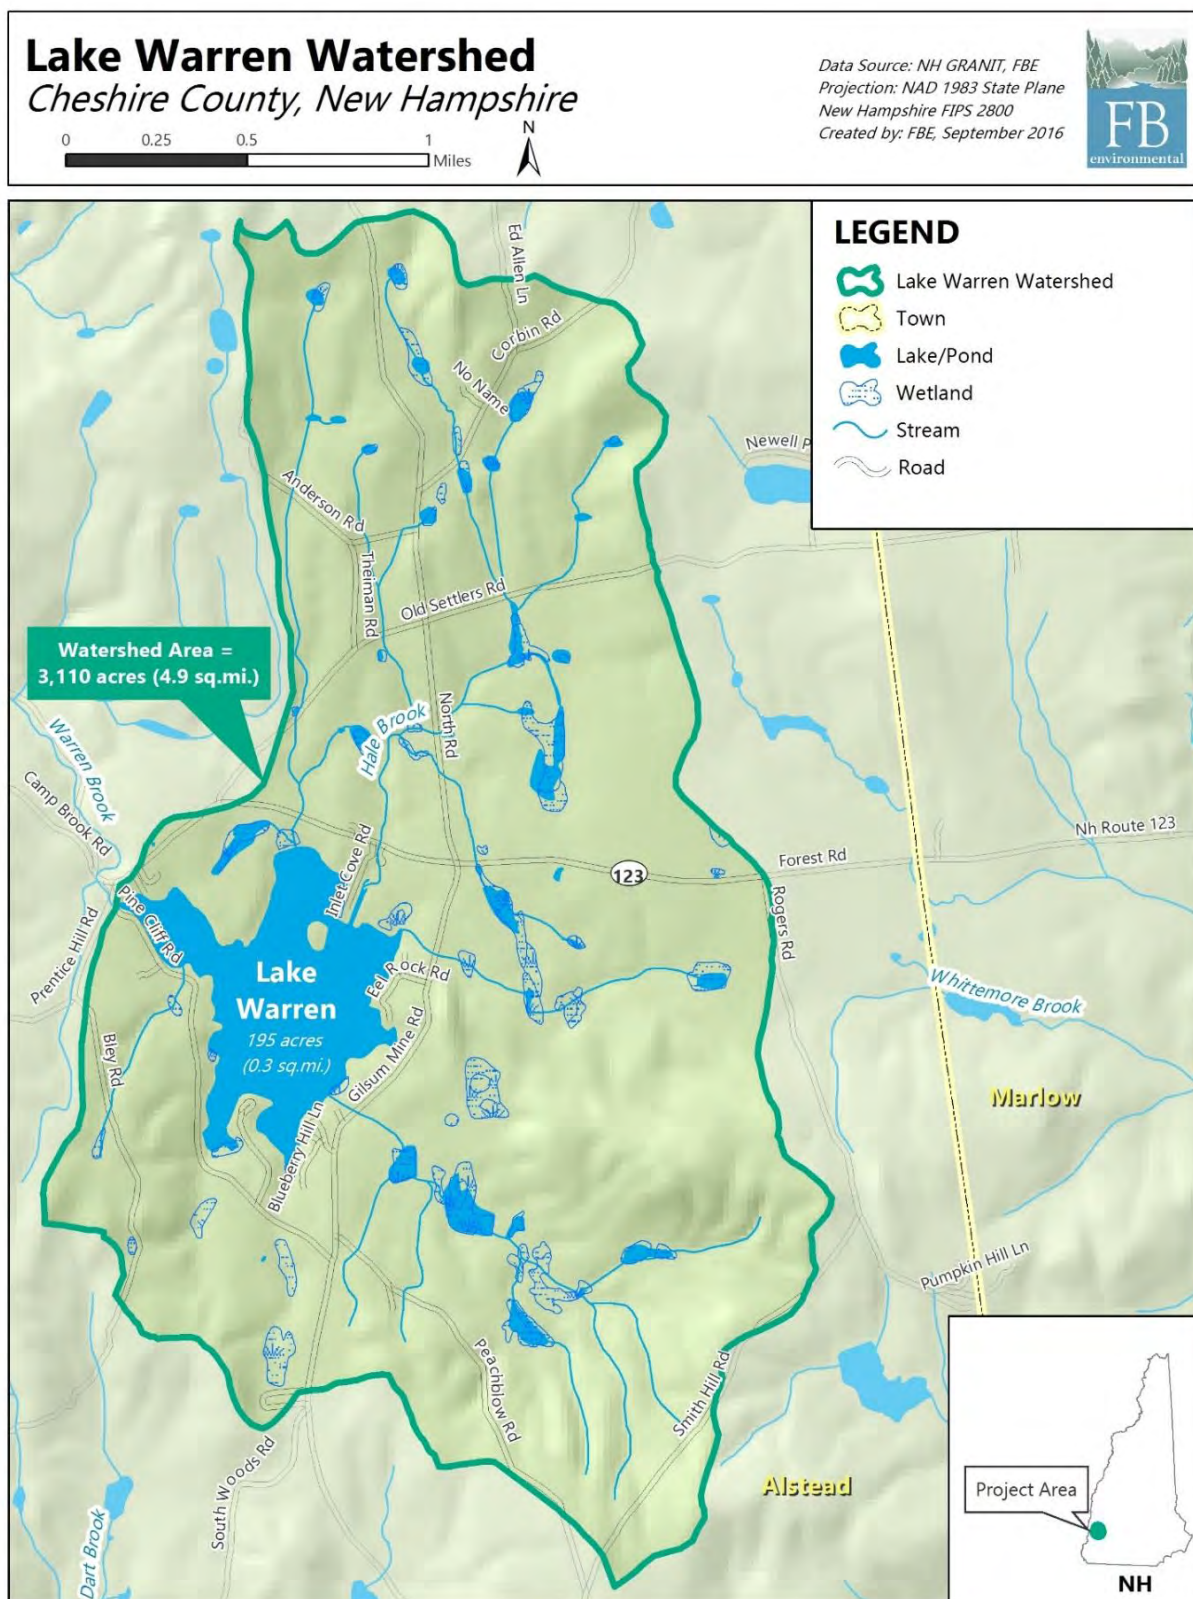 Lake Warren Watershed
Cheshire County, New Hampshire
0 0.25 0.5 1
Miles
N
Data Source: NH GRANIT, FBE
Projection: NAD 1983 State Plane
New Hampshire FIPS 2800
Created by: FBE, September 2016
FB
environmental
LEGEND
Lake Warren Watershed
Town
Lake/Pond
Wetland
Stream
Road
Ed Allen Ln
Corbin Rd
No Name
Newell P
Anderson Rd
Theiman Rd
Old Settlers Rd
Watershed Area =
3,110 acres (4.9 sq.mi.)
North Rd
Hale Brook
Warren Brook
Camp Brook Rd
Nh Route 123
Forest Rd
123
Inlet Cove Rd
Pine Cliff Rd
Prentice Hill Rd
Rogers Rd
Lake
Warren
195 acres
(0.3 sq.mi.)
Eel Rock Rd
Whittemore Brook
Gilsum Mine Rd
Bley Rd
Marlow
Blueberry Hill Ln
Pumpkin Hill Ln
Peachblow Rd
Smith Hill Rd
South Woods Rd
Alstead
Dart Brook
Project Area
NH